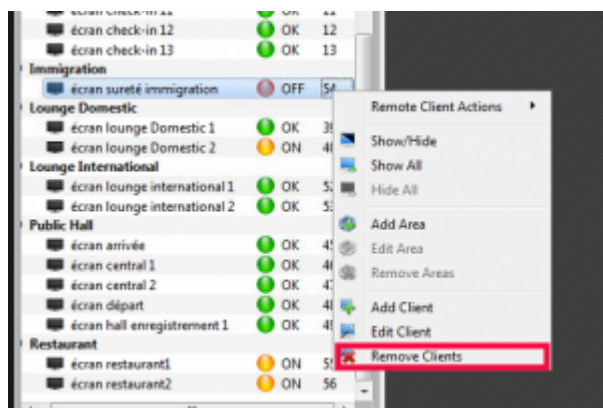 écran check-in 12 OK 12
écran check-in 13 OK 13
Immigration
écran sureté immigration OFF 54
Lounge Domestic
écran lounge Domestic 1 OK
écran lounge Domestic 2 ON
Lounge International
écran lounge international 1 OK
écran lounge international 2 OK
Public Hall
écran arrivée OK
écran central 1 OK
écran central 2 OK
écran départ OK
écran hall enregistrement 1 OK
Restaurant
écran restaurant1 ON
écran restaurant2 ON 56
Remote Client Actions
Show/Hide
Show All
Hide All
Add Area
Edit Area
Remove Areas
Add Client
Edit Client
Remove Clients